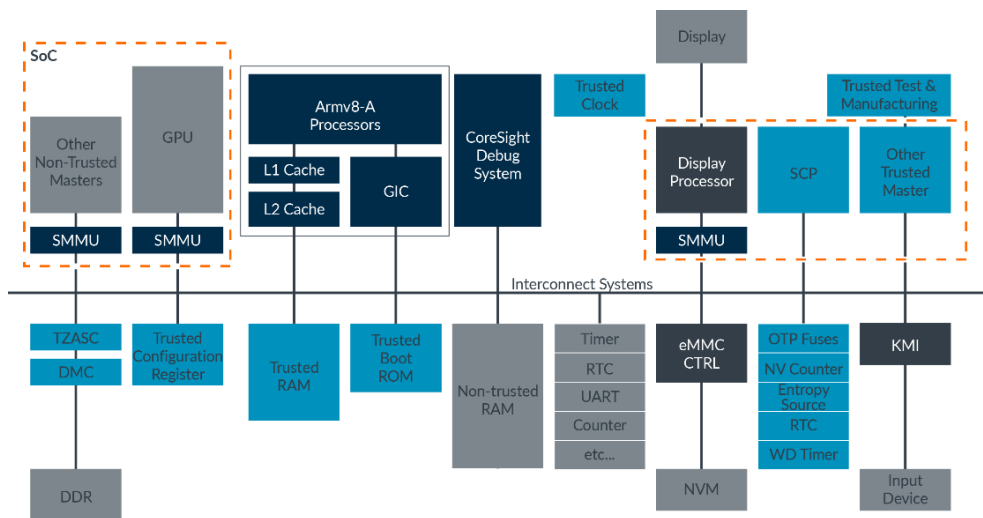 SoC
Other
Non-Trusted
Masters
SMMU
GPU
SMMU
Armv8-A
Processors
L1 Cache
L2 Cache
GIC
CoreSight
Debug
System
Trusted
Clock
Display
Display
Processor
SMMU
SCP
Trusted Test &
Manufacturing
Other
Trusted
Master
Interconnect Systems
TZASC
DMC
DDR
Trusted
Configuration
Register
Trusted
RAM
Trusted
Boot
ROM
Non-trusted
RAM
Timer
RTC
UART
Counter
etc...
eMMC
CTRL
NVM
OTP Fuses
NV Counter
Entropy
Source
RTC
WD Timer
KMI
Input
Device